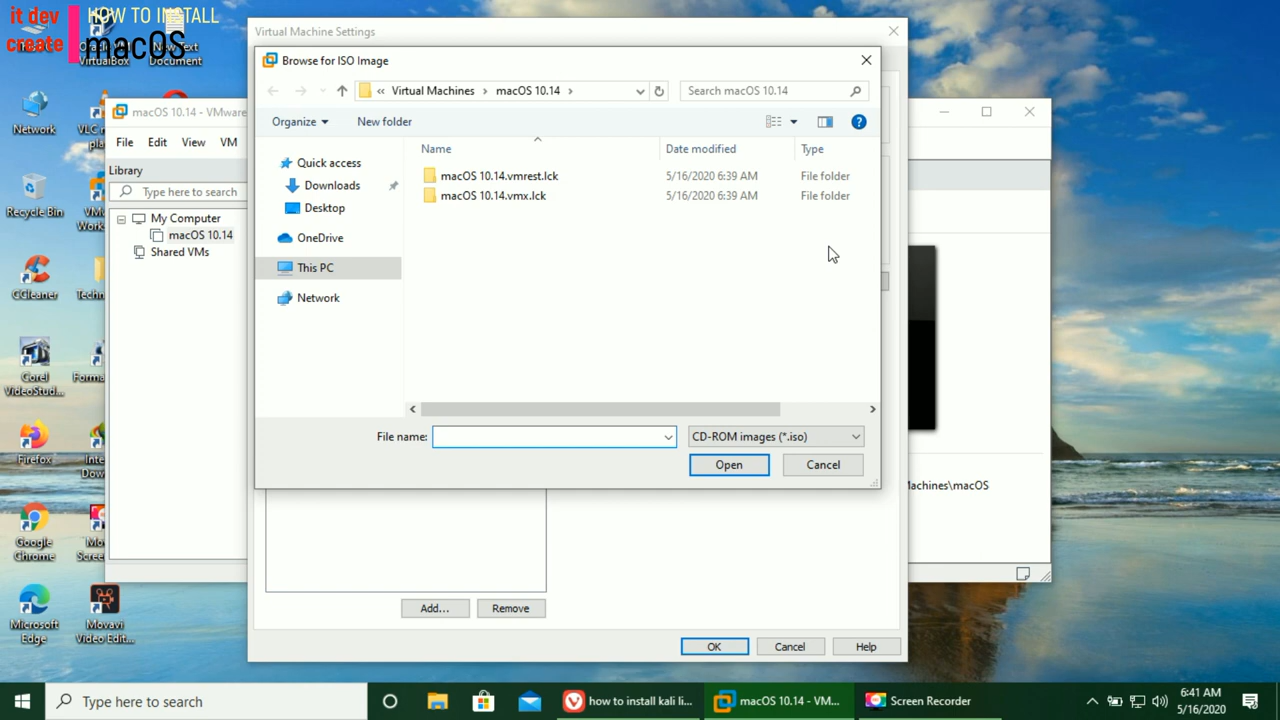 it dev
create
HOW TO INSTALL
macOS
VirtualBox
New Text
Document
Network
VLC
pla
Recycle Bin
Work
CCleaner
Techn
Corel
VideoStud...
Forma
Firefox
Inte
Dow
Google
Chrome
Mo
Scree
Microsoft
Edge
Movavi
Video Edit...
macOS 10.14 - VMware
File
Edit
View
VM
Library
Type here to search
My Computer
macOS 10.14
Shared VMs
Virtual Machine Settings
Browse for ISO Image
« Virtual Machines > macOS 10.14 >
Search macOS 10.14
Organize
New folder
Quick access
Downloads
Desktop
OneDrive
This PC
Network
Name
Date modified
Type
macOS 10.14.vmrest.lck
5/16/2020 6:39 AM
File folder
macOS 10.14.vmx.lck
5/16/2020 6:39 AM
File folder
File name:
CD-ROM images (*.iso)
Open
Cancel
Machines\macOS
Add...
Remove
OK
Cancel
Help
Type here to search
how to install kali li...
macOS 10.14 - VM...
Screen Recorder
6:41 AM
5/16/2020